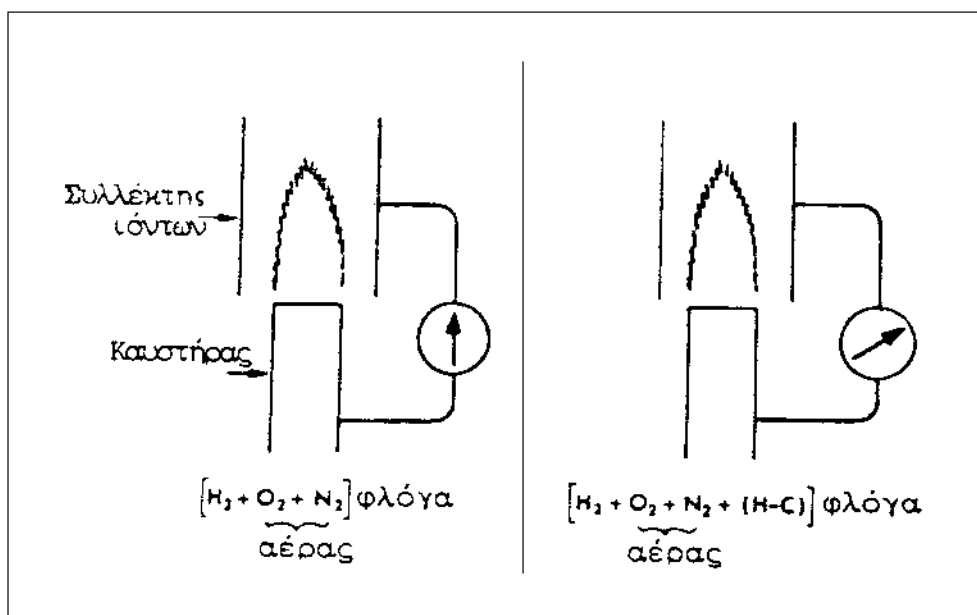 Συλλέκτης
ιόντων
Καυστήρας
[H₂ + O₂ + N₂] φλόγα
αέρας
[H₂ + O₂ + N₂ + (H-C)] φλόγα
αέρας